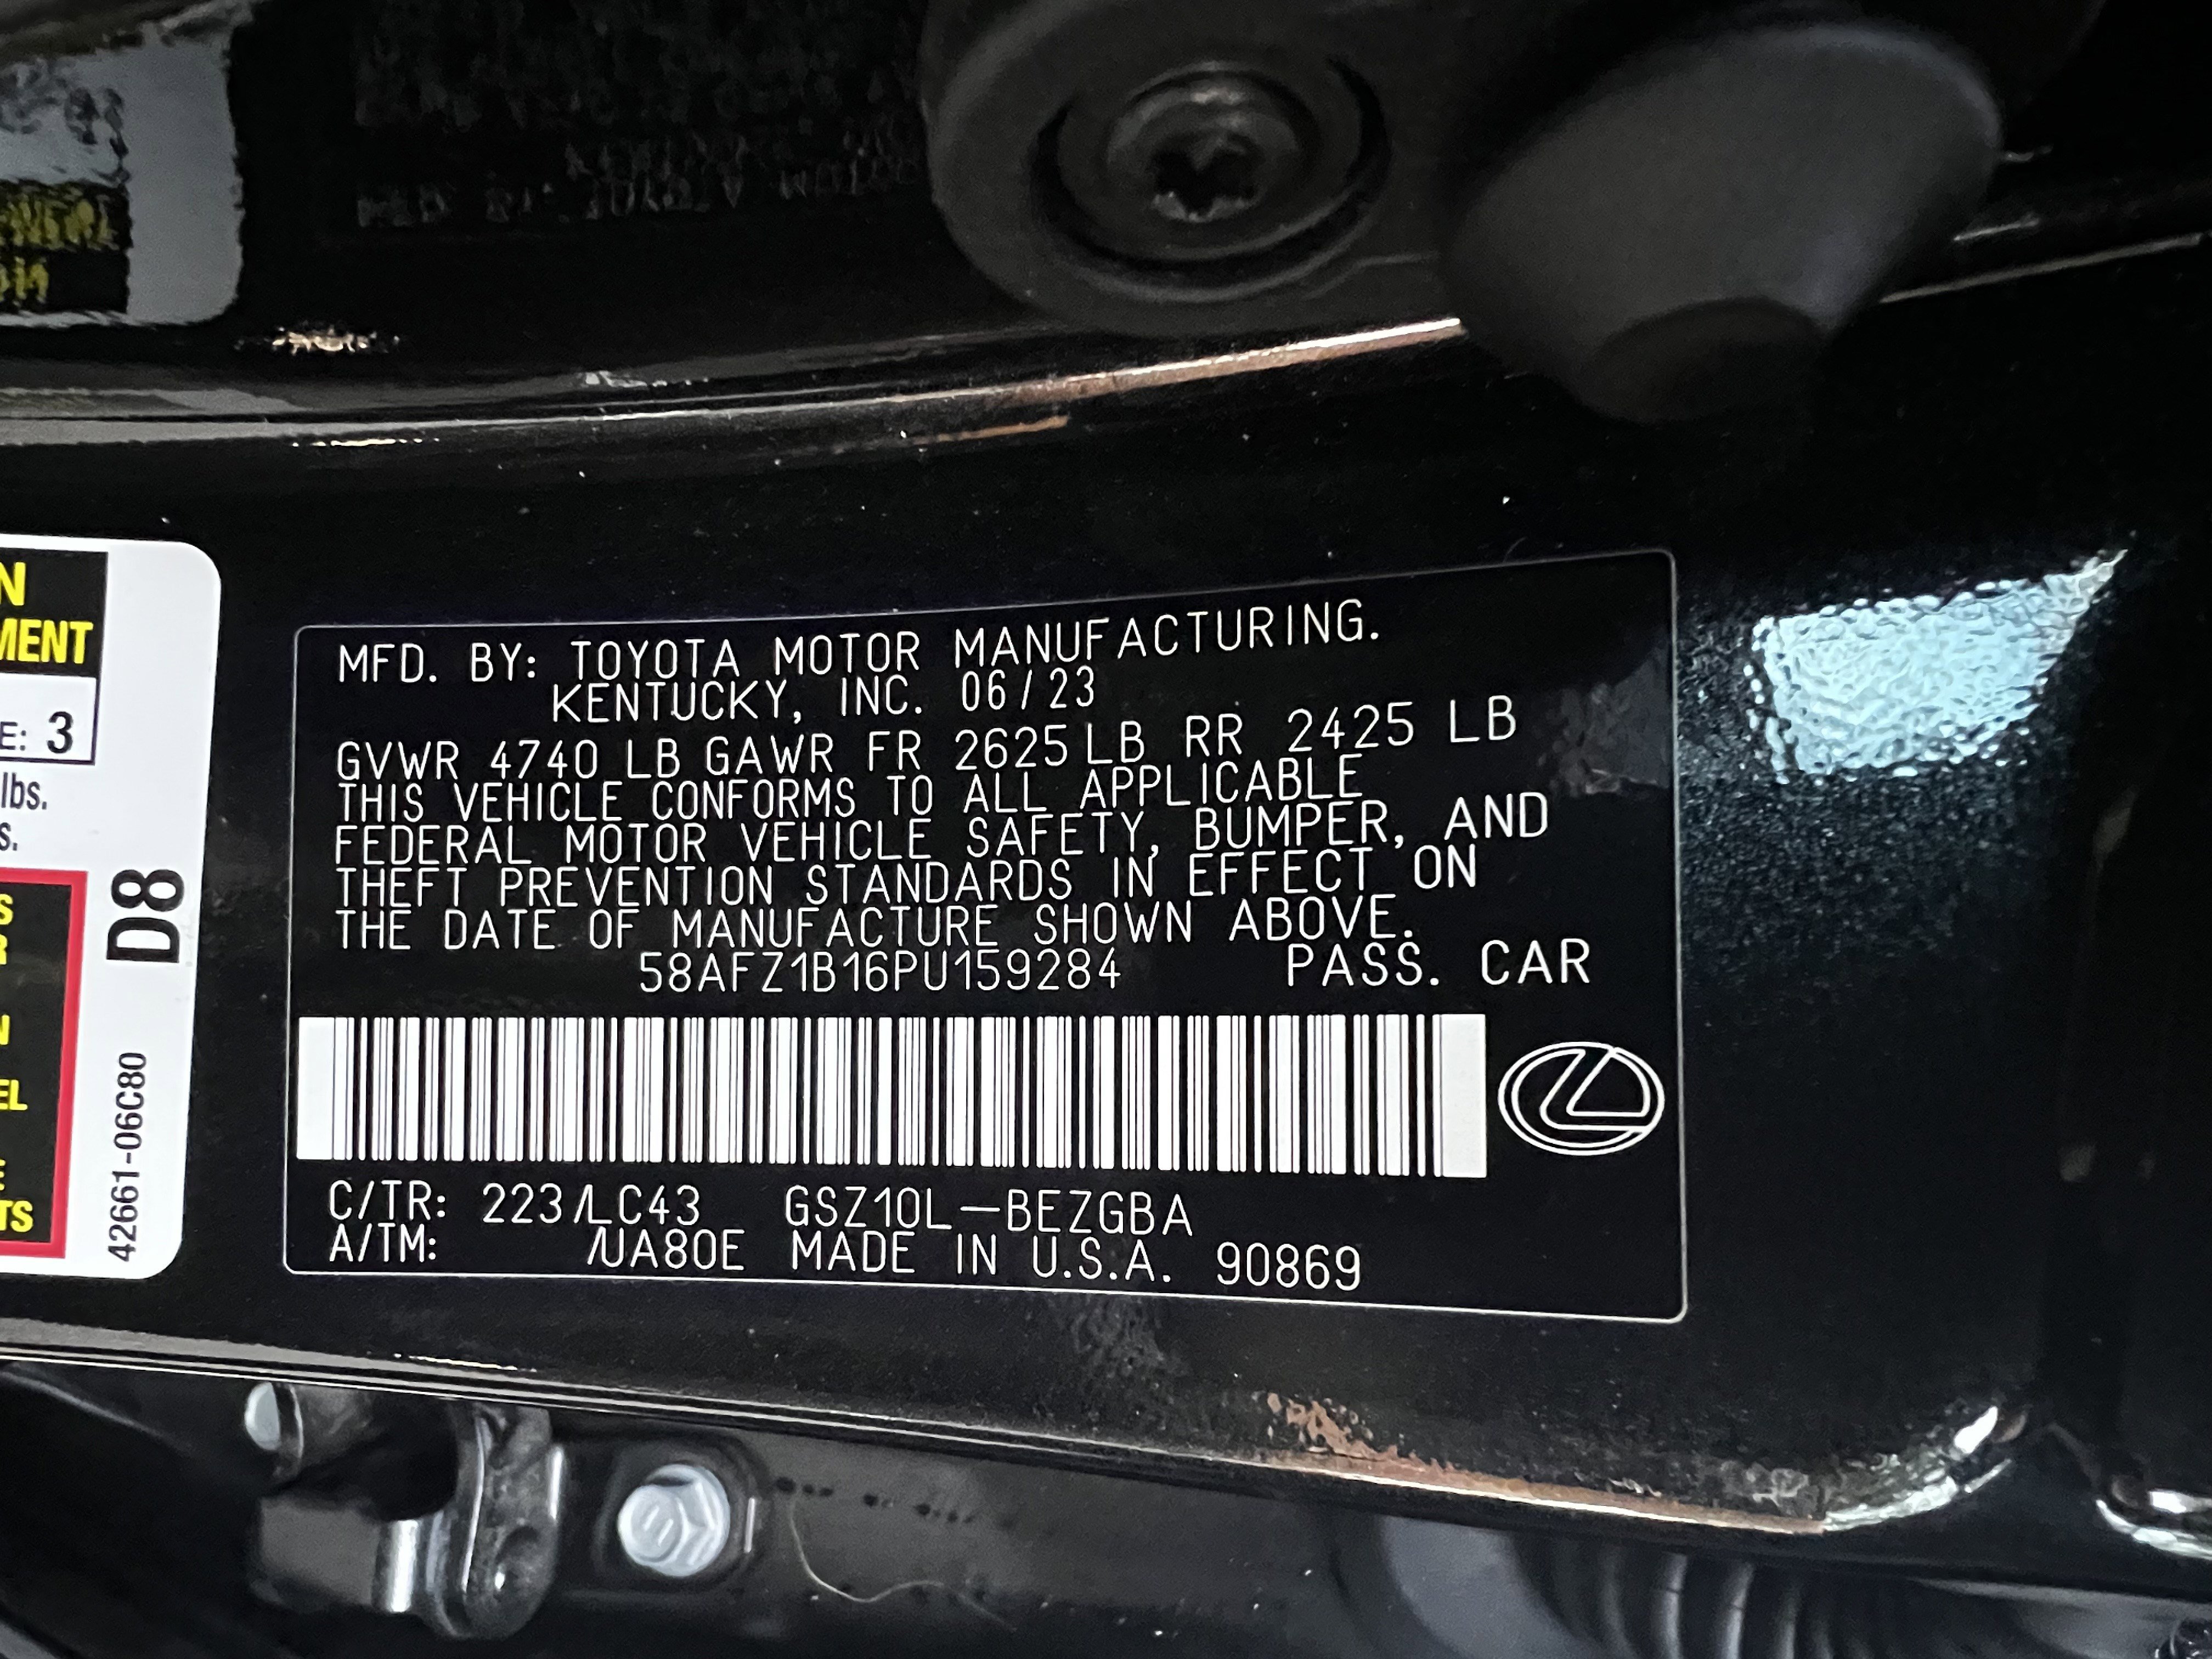 N
MENT
E: 3
lbs.
s.
S
R
N
EL
E
TS
D8
42661-06C80
MFD. BY: TOYOTA MOTOR MANUFACTURING.
KENTUCKY, INC. 06/23
GVWR 4740 LB GAWR FR 2625 LB RR 2425 LB
THIS VEHICLE CONFORMS TO ALL APPLICABLE
FEDERAL MOTOR VEHICLE SAFETY, BUMPER, AND
THEFT PREVENTION STANDARDS IN EFFECT ON
THE DATE OF MANUFACTURE SHOWN ABOVE.
58AFZ1B16PU159284 PASS. CAR
C/TR: 223/LC43 GSZ10L-BEZGBA
A/TM: /UA80E MADE IN U.S.A. 90869